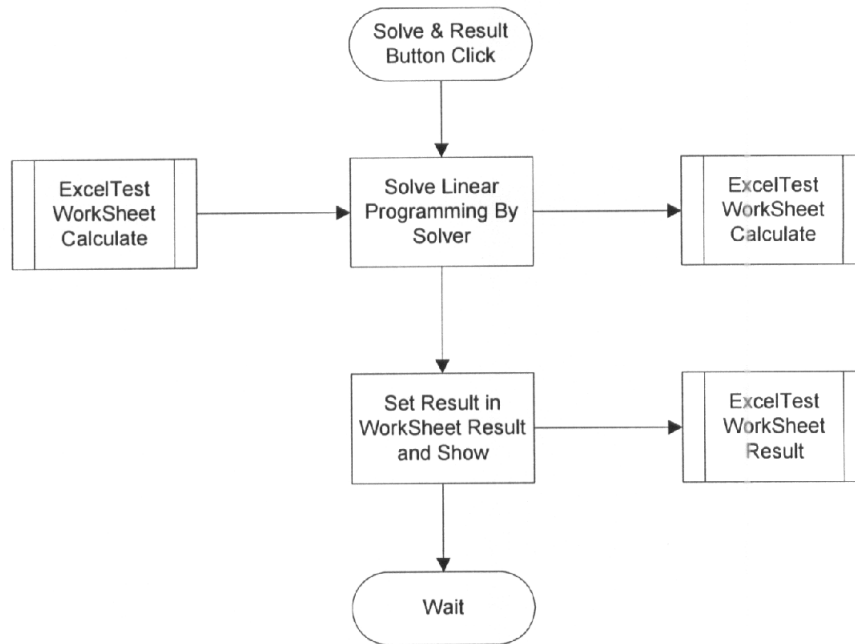 Solve & Result
Button Click
ExcelTest
WorkSheet
Calculate
Solve Linear
Programming By
Solver
ExcelTest
WorkSheet
Calculate
Set Result in
WorkSheet Result
and Show
ExcelTest
WorkSheet
Result
Wait